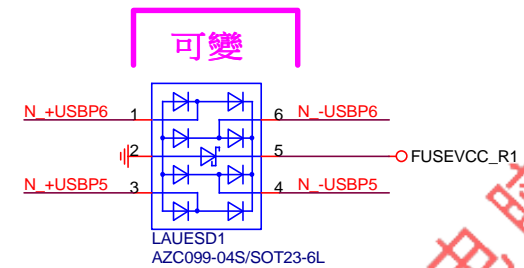 可變
N_+USBP6 1 6 N_-USBP6
2 5 FUSEVCC_R1
N_+USBP5 3 4 N_-USBP5
LAUESD1
AZC099-04S/SOT23-6L